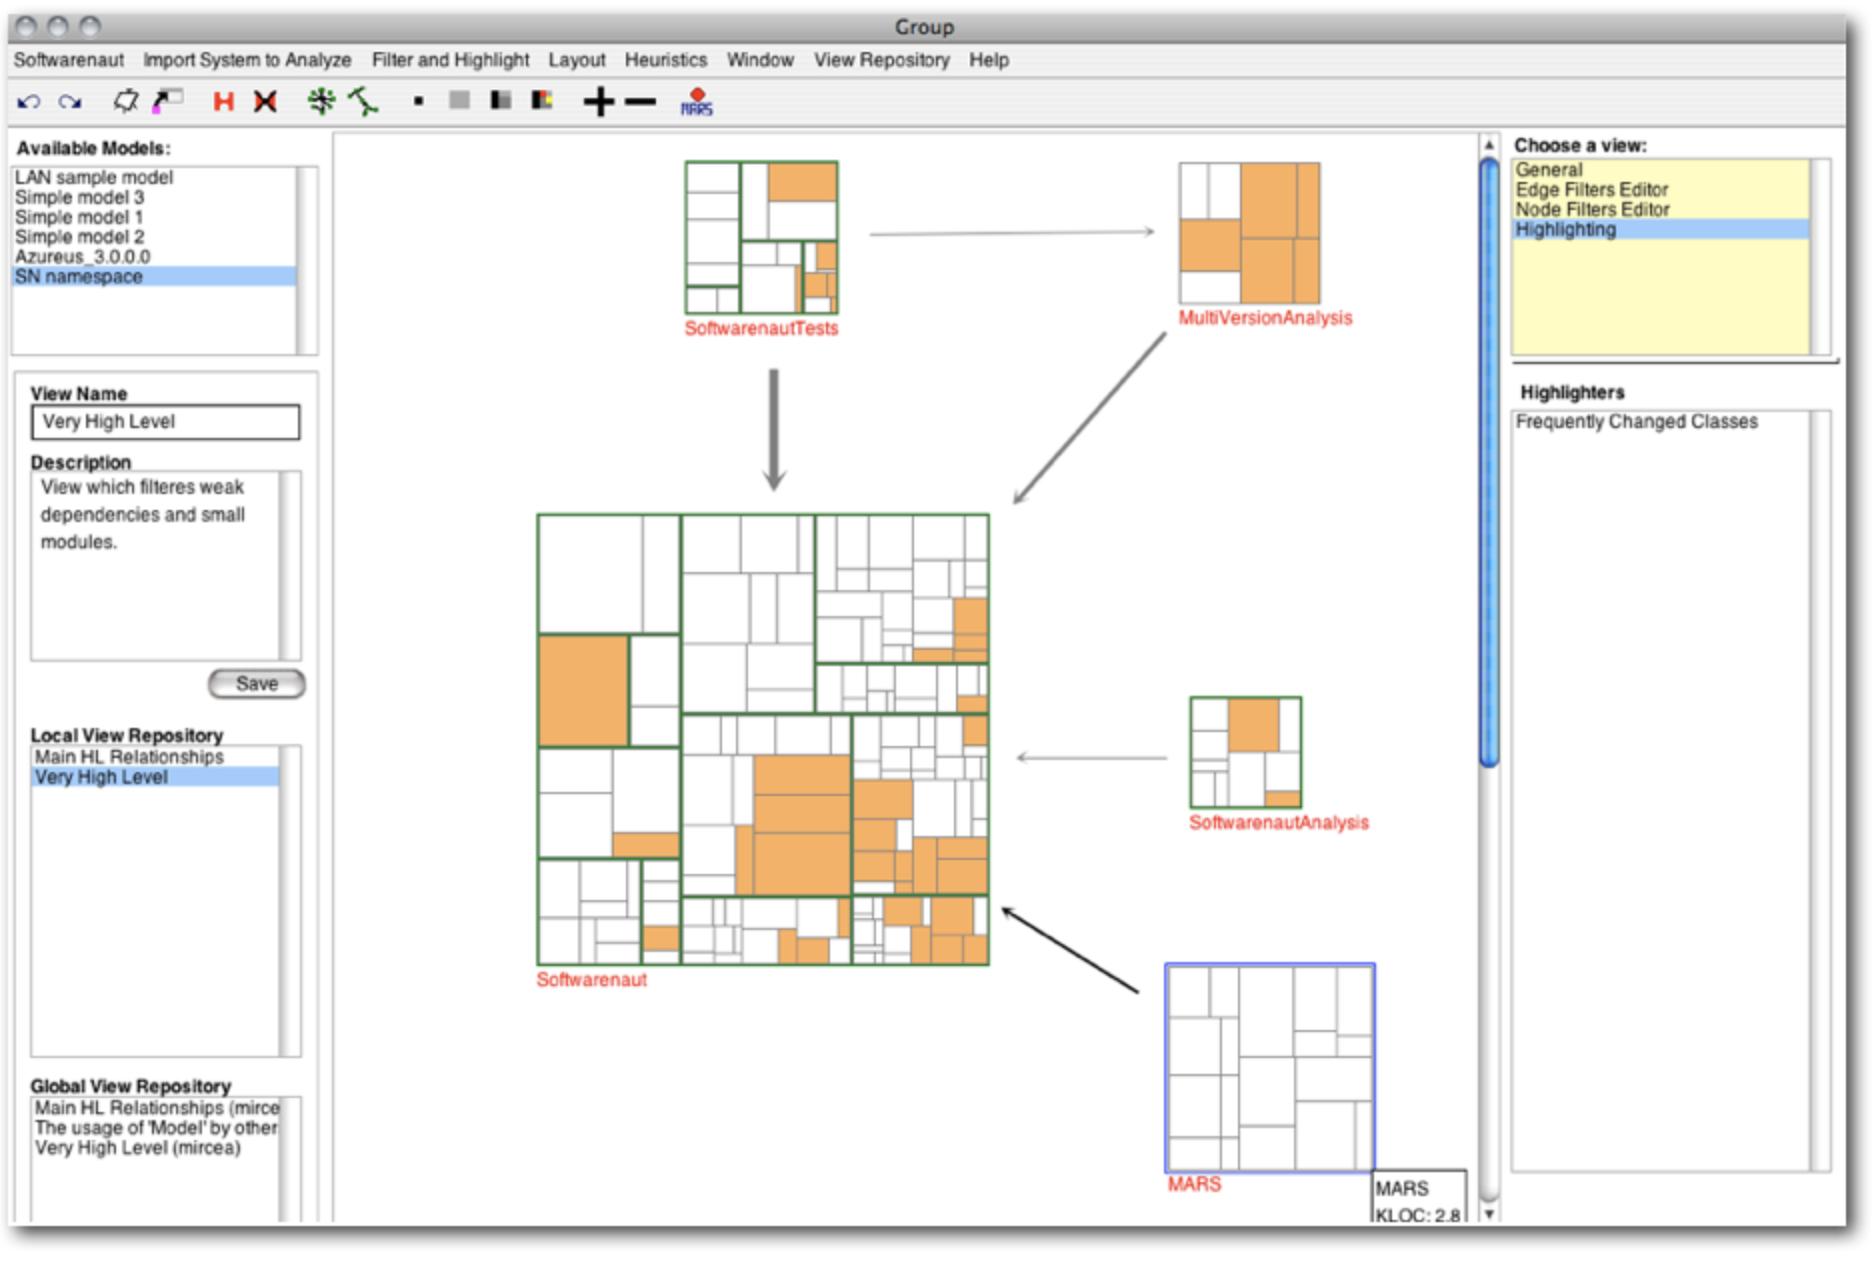 Group
Softwarenaut Import System to Analyze Filter and Highlight Layout Heuristics Window View Repository Help
MARS
Available Models:
LAN sample model
Simple model 3
Simple model 1
Simple model 2
Azureus_3.0.0.0
SN namespace
View Name
Very High Level
Description
View which filteres weak
dependencies and small
modules.
Save
Local View Repository
Main HL Relationships
Very High Level
Global View Repository
Main HL Relationships (mirce
The usage of 'Model' by other
Very High Level (mircea)
SoftwarenautTests
MultiVersionAnalysis
Softwarenaut
SoftwarenautAnalysis
MARS
MARS
KLOC: 2.8
Choose a view:
General
Edge Filters Editor
Node Filters Editor
Highlighting
Highlighters
Frequently Changed Classes